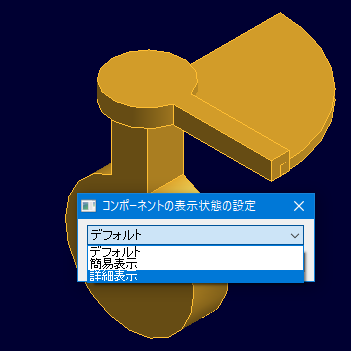 コンポーネントの表示状態の設定
デフォルト
デフォルト
簡易表示
詳細表示